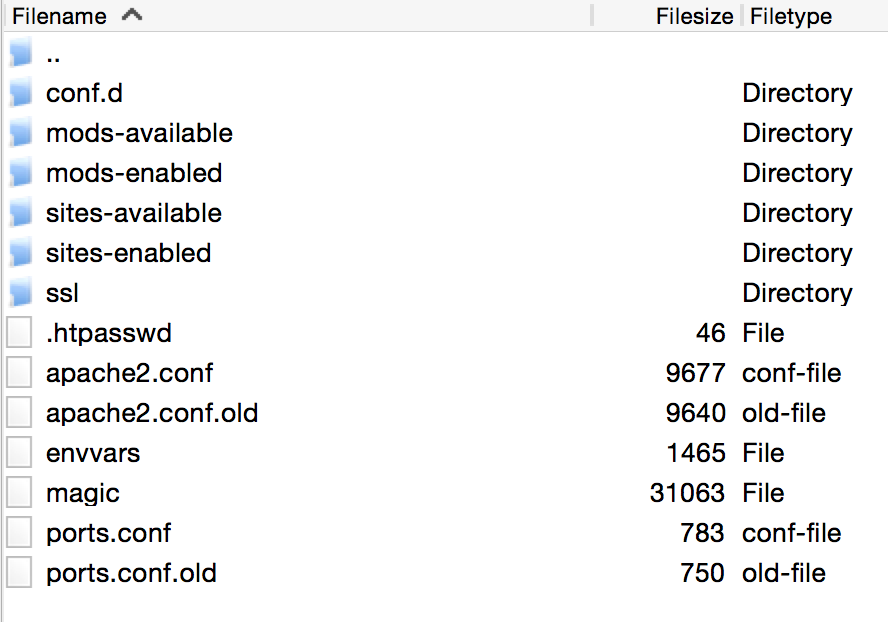 Filename Filesize Filetype
..
conf.d Directory
mods-available Directory
mods-enabled Directory
sites-available Directory
sites-enabled Directory
ssl Directory
.htpasswd 46 File
apache2.conf 9677 conf-file
apache2.conf.old 9640 old-file
envvars 1465 File
magic 31063 File
ports.conf 783 conf-file
ports.conf.old 750 old-file